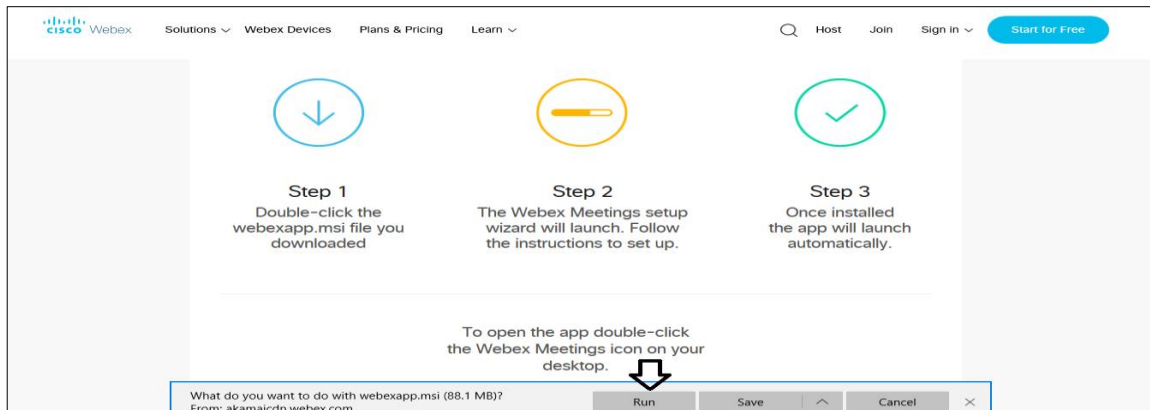 CISCO Webex Solutions Webex Devices Plans & Pricing Learn Host Join Sign in Start for Free
Step 1
Double-click the
webexapp.msi file you
downloaded
Step 2
The Webex Meetings setup
wizard will launch. Follow
the instructions to set up.
Step 3
Once installed
the app will launch
automatically.
To open the app double-click
the Webex Meetings icon on your
desktop.
What do you want to do with webexapp.msi (88.1 MB)?
From: akamaicdn.webex.com
Run Save Cancel